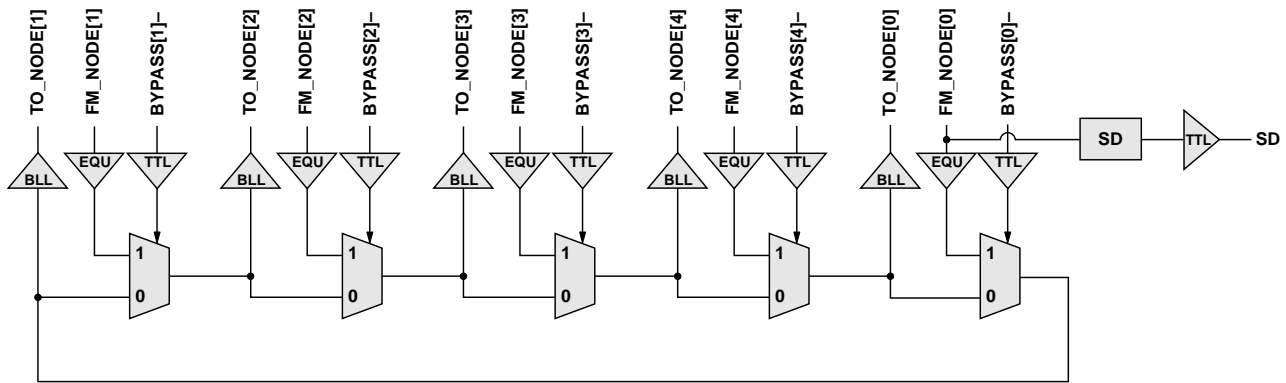 TO_NODE[1]
FM_NODE[1]
BYPASS[1]–
TO_NODE[2]
FM_NODE[2]
BYPASS[2]–
TO_NODE[3]
FM_NODE[3]
BYPASS[3]–
TO_NODE[4]
FM_NODE[4]
BYPASS[4]–
TO_NODE[0]
FM_NODE[0]
BYPASS[0]–
SD
TTL
SD
BLL
EQU
TTL
BLL
EQU
TTL
BLL
EQU
TTL
BLL
EQU
TTL
BLL
EQU
TTL
1
0
1
0
1
0
1
0
1
0